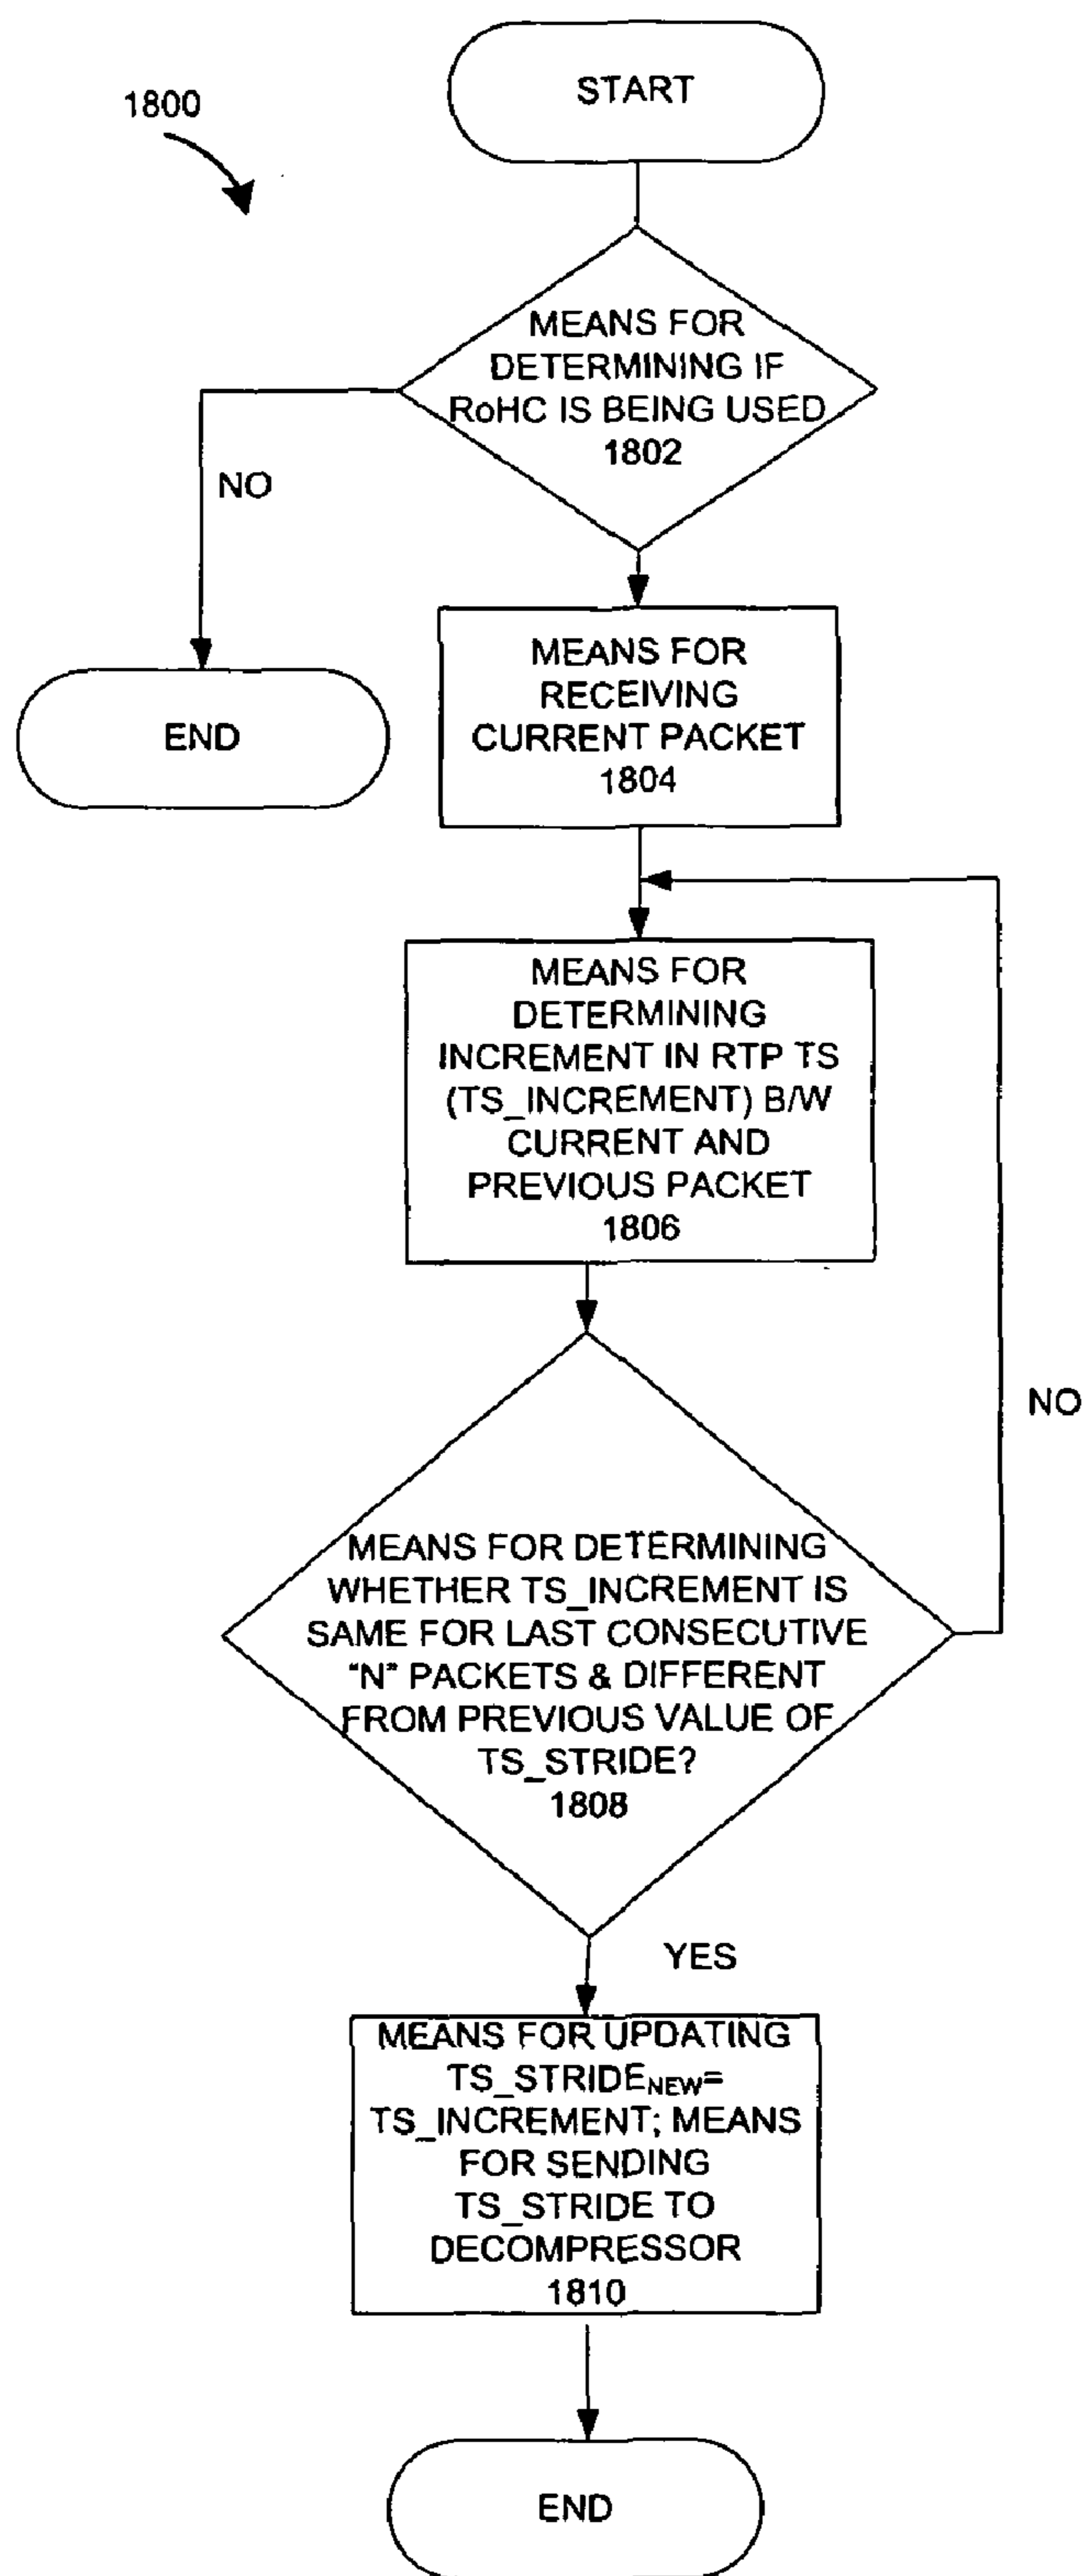 1800
START
MEANS FOR
DETERMINING IF
RoHC IS BEING USED
1802
NO
END
MEANS FOR
RECEIVING
CURRENT PACKET
1804
MEANS FOR
DETERMINING
INCREMENT IN RTP TS
(TS_INCREMENT) B/W
CURRENT AND
PREVIOUS PACKET
1806
NO
MEANS FOR DETERMINING
WHETHER TS_INCREMENT IS
SAME FOR LAST CONSECUTIVE
"N" PACKETS & DIFFERENT
FROM PREVIOUS VALUE OF
TS_STRIDE?
1808
YES
MEANS FOR UPDATING
TS_STRIDENEW=
TS_INCREMENT; MEANS
FOR SENDING
TS_STRIDE TO
DECOMPRESSOR
1810
END